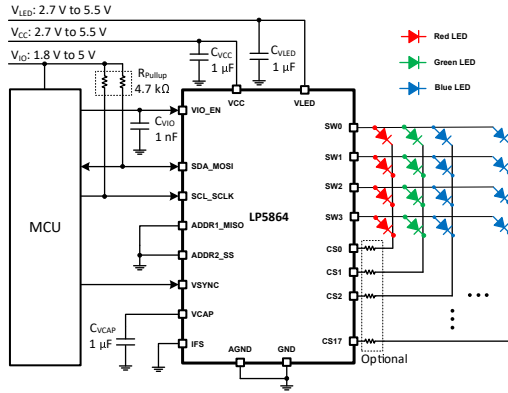 V_LED: 2.7 V to 5.5 V
V_CC: 2.7 V to 5.5 V
V_IO: 1.8 V to 5 V
R_Pullup
4.7 kΩ
C_VCC
1 µF
C_VLED
1 µF
Red LED
Green LED
Blue LED
C_VIO
1 nF
VIO_EN
VCC
VLED
SW0
SDA_MOSI
SW1
SCL_SCLK
SW2
MCU
LP5864
ADDR1_MISO
SW3
ADDR2_SS
CS0
CS1
VSYNC
CS2
C_VCAP
1 µF
VCAP
IFS
CS17
AGND
GND
Optional